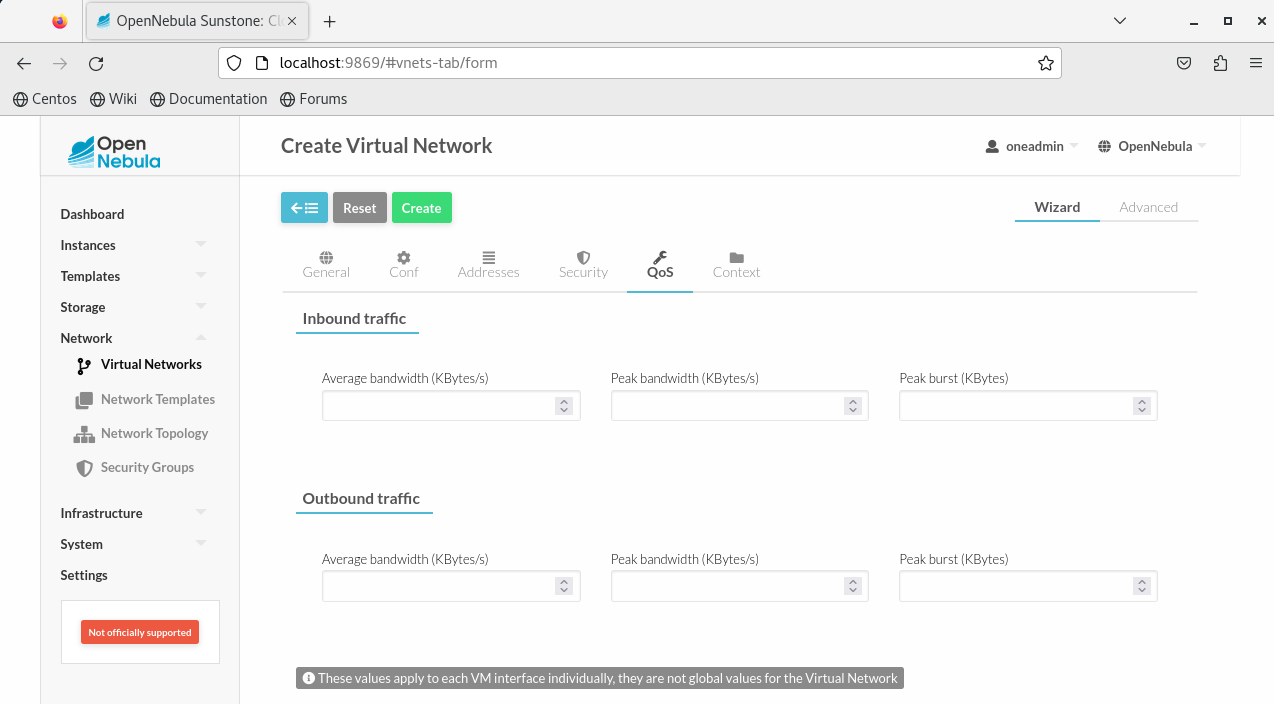 OpenNebula Sunstone: Cl
localhost:9869/#vnets-tab/form
Centos Wiki Documentation Forums
Open
Nebula
Create Virtual Network
oneadmin OpenNebula
Reset Create
Wizard Advanced
Dashboard
Instances
Templates
Storage
Network
Virtual Networks
Network Templates
Network Topology
Security Groups
Infrastructure
System
Settings
Not officially supported
General Conf Addresses Security QoS Context
Inbound traffic
Average bandwidth (KBytes/s) Peak bandwidth (KBytes/s) Peak burst (KBytes)
Outbound traffic
Average bandwidth (KBytes/s) Peak bandwidth (KBytes/s) Peak burst (KBytes)
These values apply to each VM interface individually, they are not global values for the Virtual Network